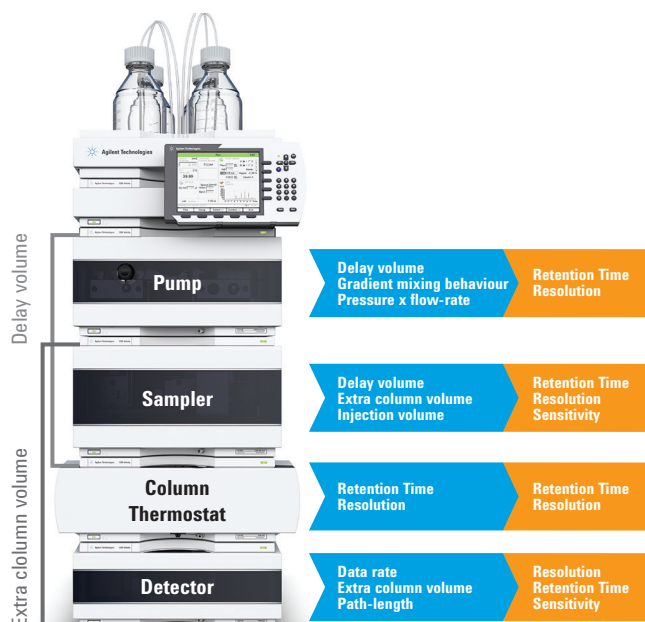 Agilent Technologies
Delay volume
Pump
Delay volume
Gradient mixing behaviour
Pressure x flow-rate
Retention Time
Resolution
Sampler
Delay volume
Extra column volume
Injection volume
Retention Time
Resolution
Sensitivity
Extra clolumn volume
Column
Thermostat
Retention Time
Resolution
Retention Time
Resolution
Detector
Data rate
Extra column volume
Path-length
Resolution
Retention Time
Sensitivity